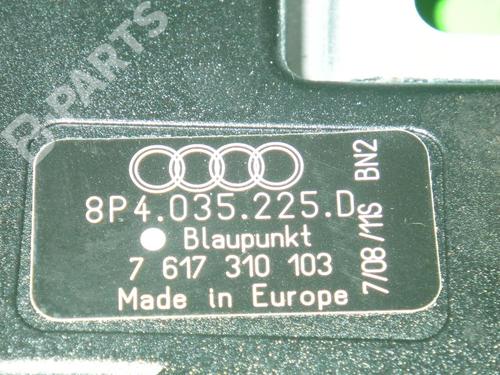 B-PARTS
8P4.035.225.D
Blaupunkt
7 617 310 103
Made in Europe
7/08/11S BN2